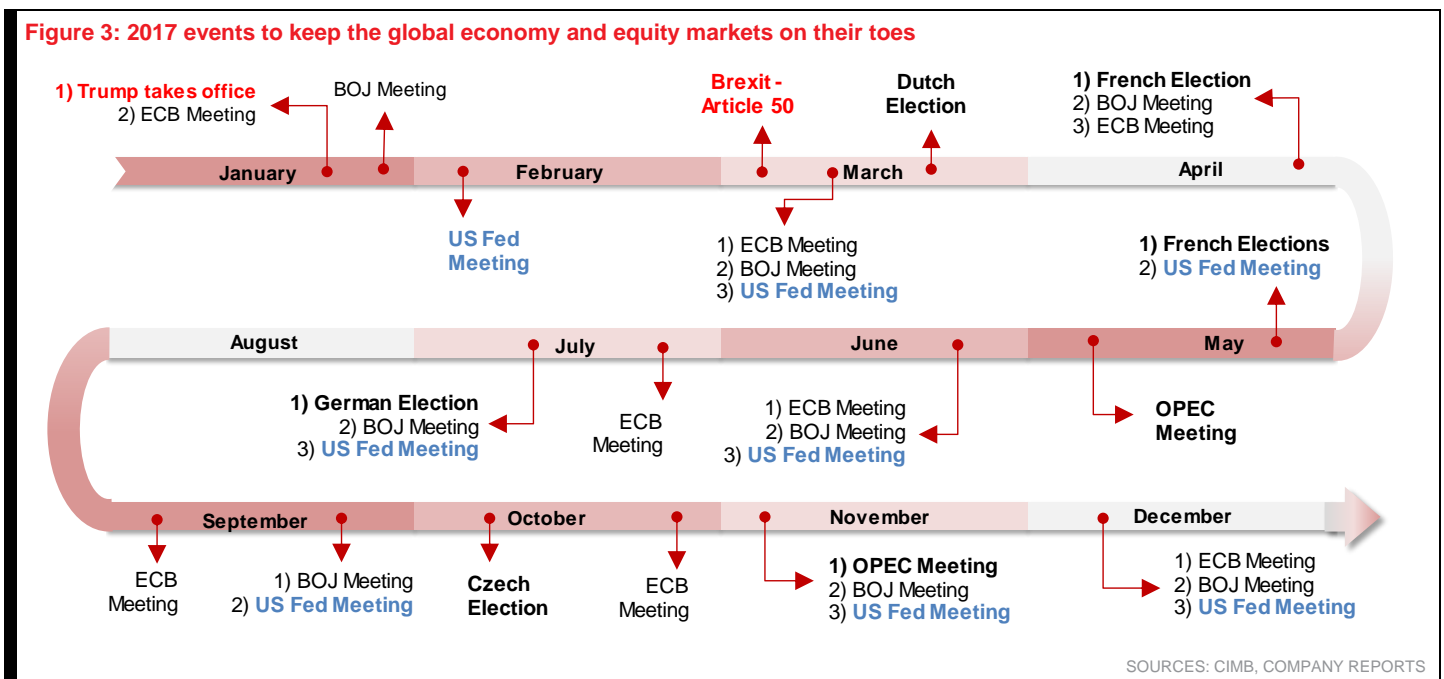 Figure 3: 2017 events to keep the global economy and equity markets on their toes
1) Trump takes office
2) ECB Meeting
BOJ Meeting
Brexit -
Article 50
Dutch
Election
1) French Election
2) BOJ Meeting
3) ECB Meeting
January
February
March
April
US Fed
Meeting
1) ECB Meeting
2) BOJ Meeting
3) US Fed Meeting
1) French Elections
2) US Fed Meeting
August
July
June
May
1) German Election
2) BOJ Meeting
3) US Fed Meeting
ECB
Meeting
1) ECB Meeting
2) BOJ Meeting
3) US Fed Meeting
OPEC
Meeting
September
October
November
December
ECB
Meeting
1) BOJ Meeting
2) US Fed Meeting
Czech
Election
ECB
Meeting
1) OPEC Meeting
2) BOJ Meeting
3) US Fed Meeting
1) ECB Meeting
2) BOJ Meeting
3) US Fed Meeting
SOURCES: CIMB, COMPANY REPORTS